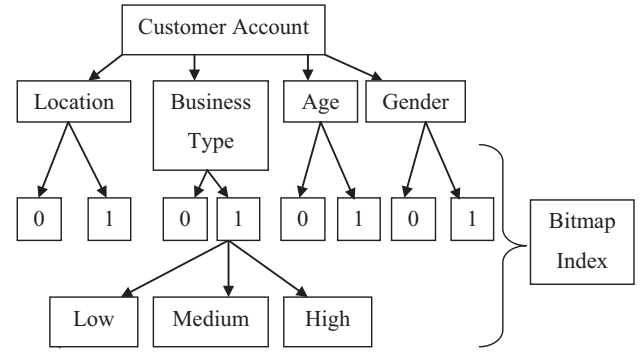 Customer Account
Location
Business
Type
Age
Gender
0
1
0
1
0
1
0
1
Bitmap
Index
Low
Medium
High